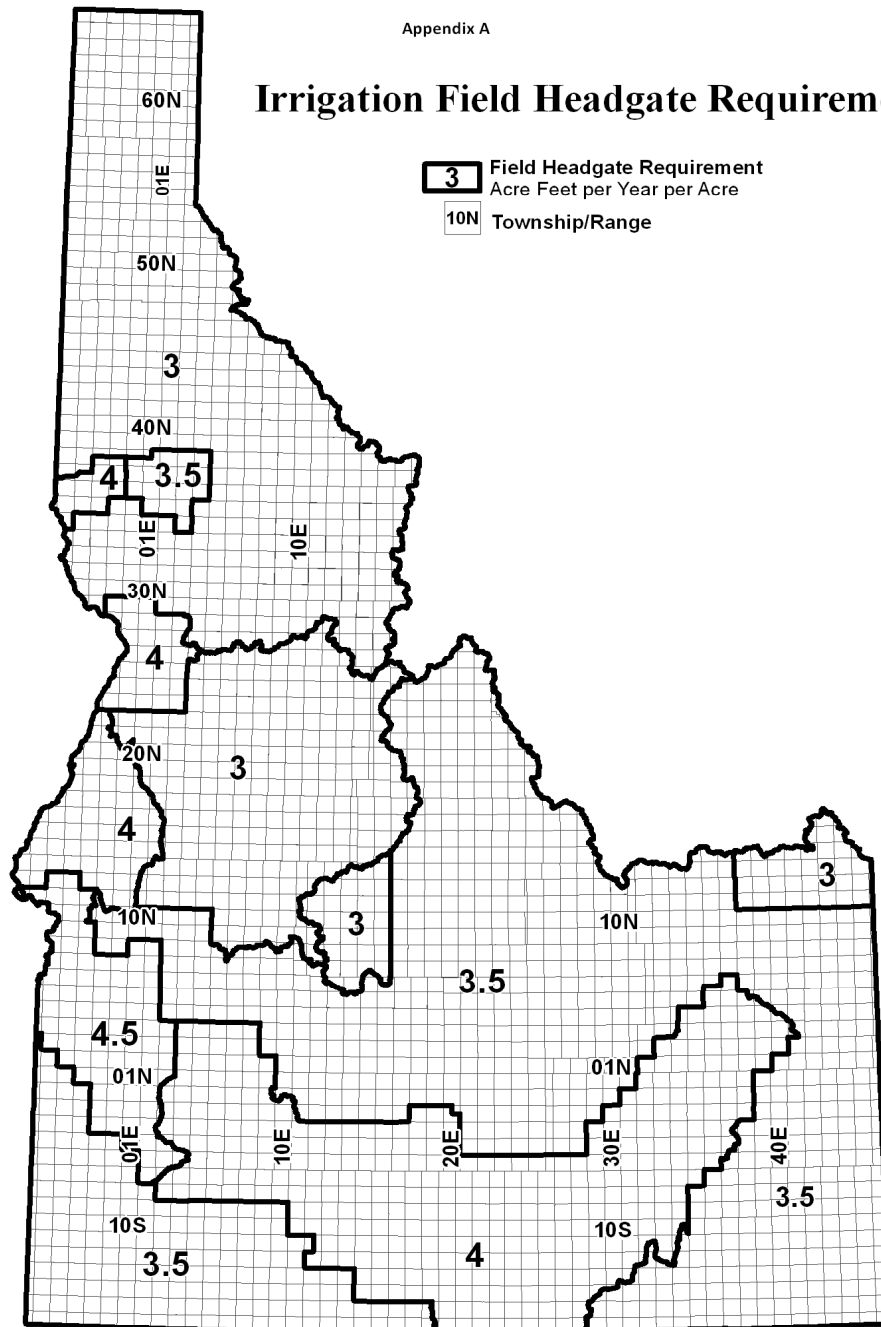 Appendix A
Irrigation Field Headgate Requirem
3 Field Headgate Requirement
Acre Feet per Year per Acre
10N Township/Range
60N
01E
50N
3
40N
4
3.5
01E
10E
30N
4
20N
3
4
3
10N
3
10N
3.5
4.5
01N
01N
01E
10E
20E
30E
40E
3.5
10S
10S
3.5
4